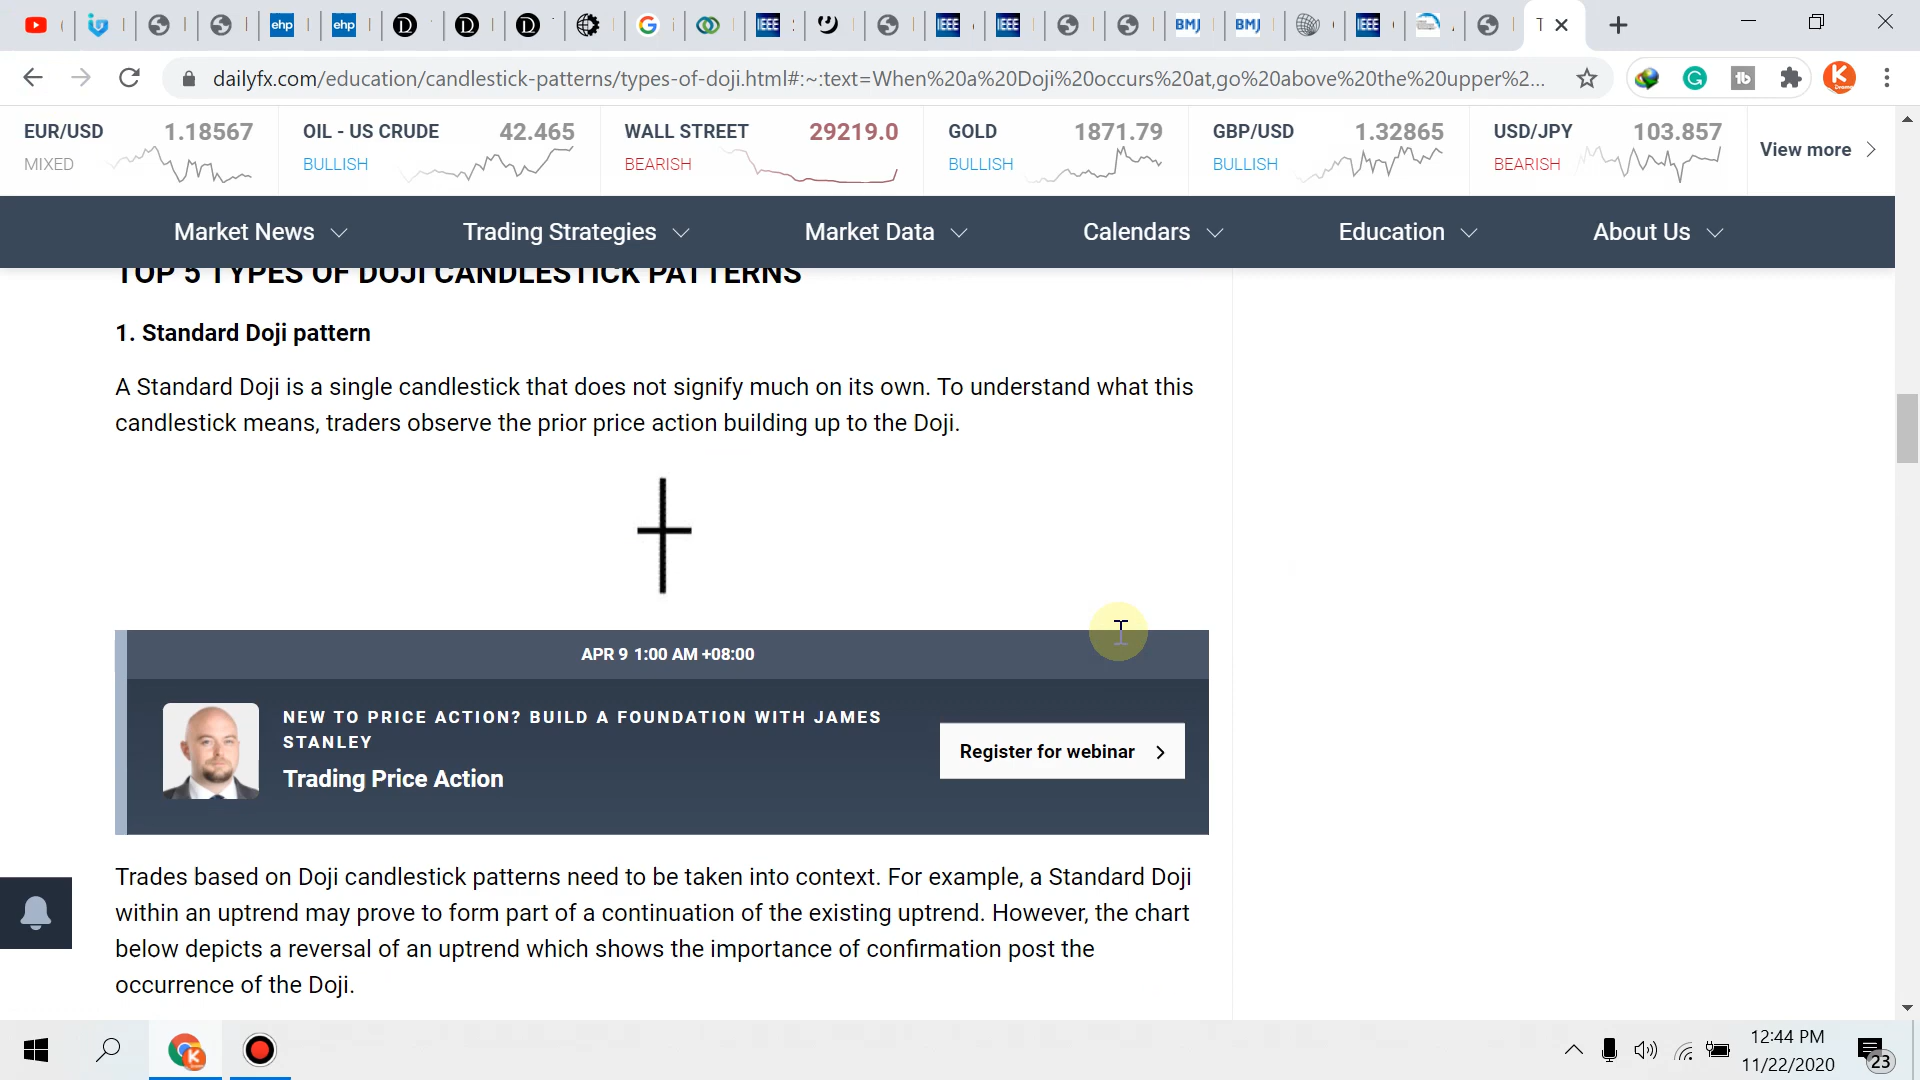 ehp
ehp
IEEE
IEEE
IEEE
BMJ
BMJ
IEEE
T
dailyfx.com/education/candlestick-patterns/types-of-doji.html#:~:text=When%20a%20Doji%20occurs%20at,go%20above%20the%20upper%2...
EUR/USD 1.18567
MIXED
OIL - US CRUDE 42.465
BULLISH
WALL STREET 29219.0
BEARISH
GOLD 1871.79
BULLISH
GBP/USD 1.32865
BULLISH
USD/JPY 103.857
BEARISH
View more
Market News Trading Strategies Market Data Calendars Education About Us
TOP 5 TYPES OF DOJI CANDLESTICK PATTERNS
1. Standard Doji pattern
A Standard Doji is a single candlestick that does not signify much on its own. To understand what this
candlestick means, traders observe the prior price action building up to the Doji.
APR 9 1:00 AM +08:00
NEW TO PRICE ACTION? BUILD A FOUNDATION WITH JAMES
STANLEY
Trading Price Action
Register for webinar
Trades based on Doji candlestick patterns need to be taken into context. For example, a Standard Doji
within an uptrend may prove to form part of a continuation of the existing uptrend. However, the chart
below depicts a reversal of an uptrend which shows the importance of confirmation post the
occurrence of the Doji.
12:44 PM
11/22/2020
23